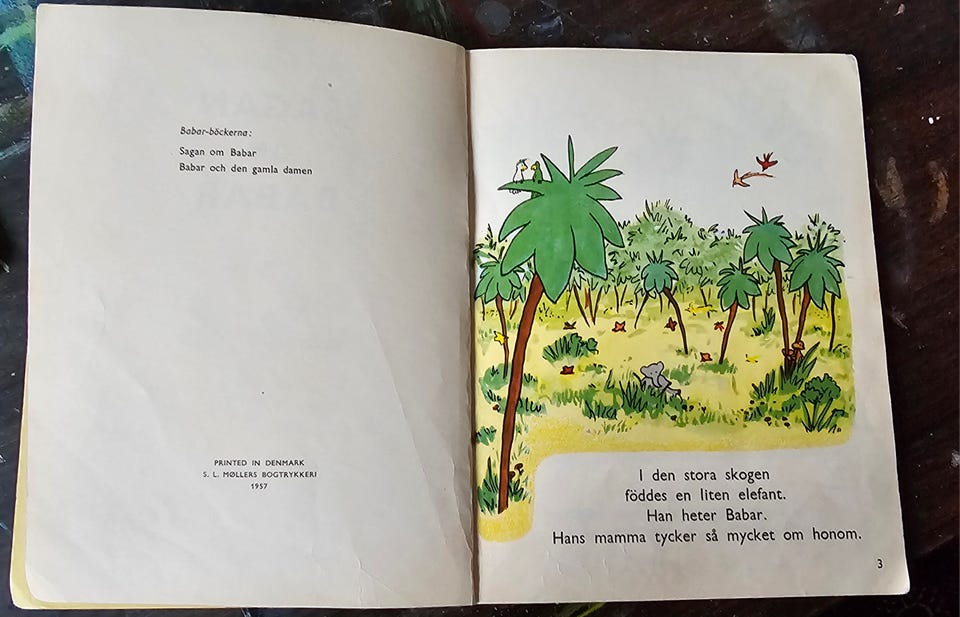 Babar-böckerna:
Sagan om Babar
Babar och den gamla damen
PRINTED IN DENMARK
S. L. MØLLERS BOGTRYKKERI
1957
I den stora skogen
föddes en liten elefant.
Han heter Babar.
Hans mamma tycker så mycket om honom.
3